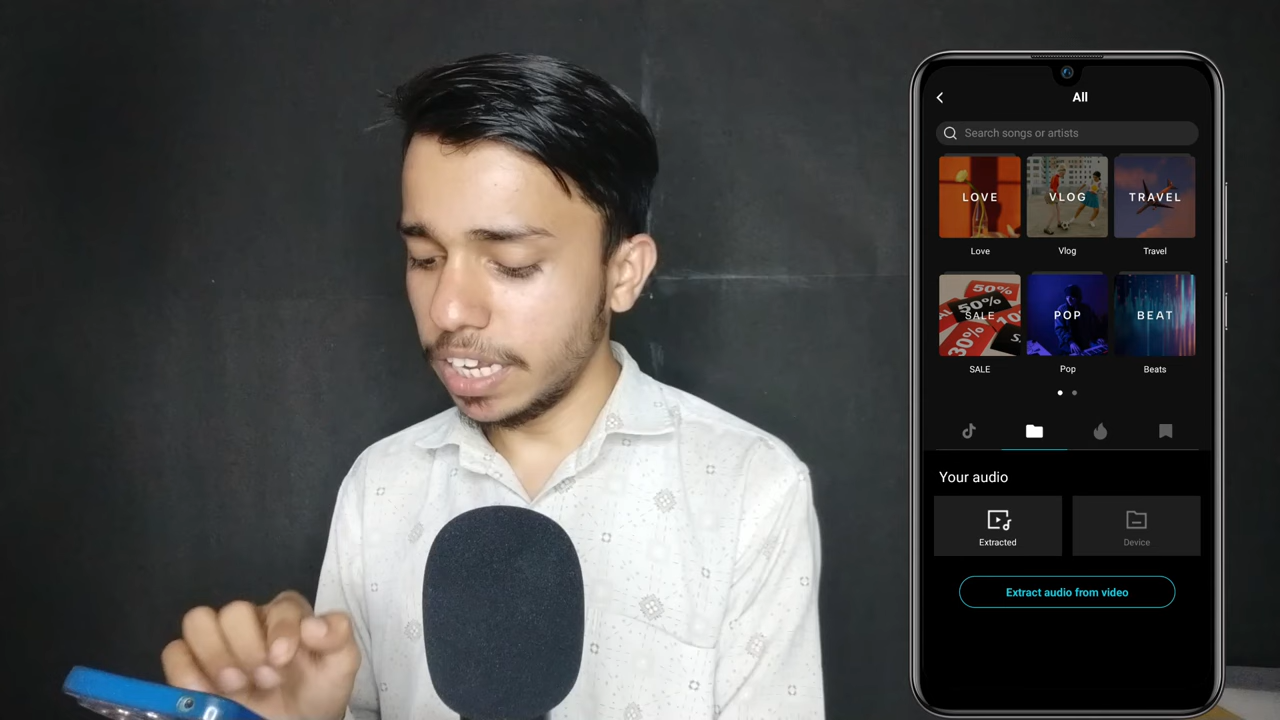 All
Search songs or artists
LOVE
VLOG
TRAVEL
Love
Vlog
Travel
50%
50%
SALE
30%
POP
BEAT
SALE
Pop
Beats
Your audio
Extracted
Device
Extract audio from video